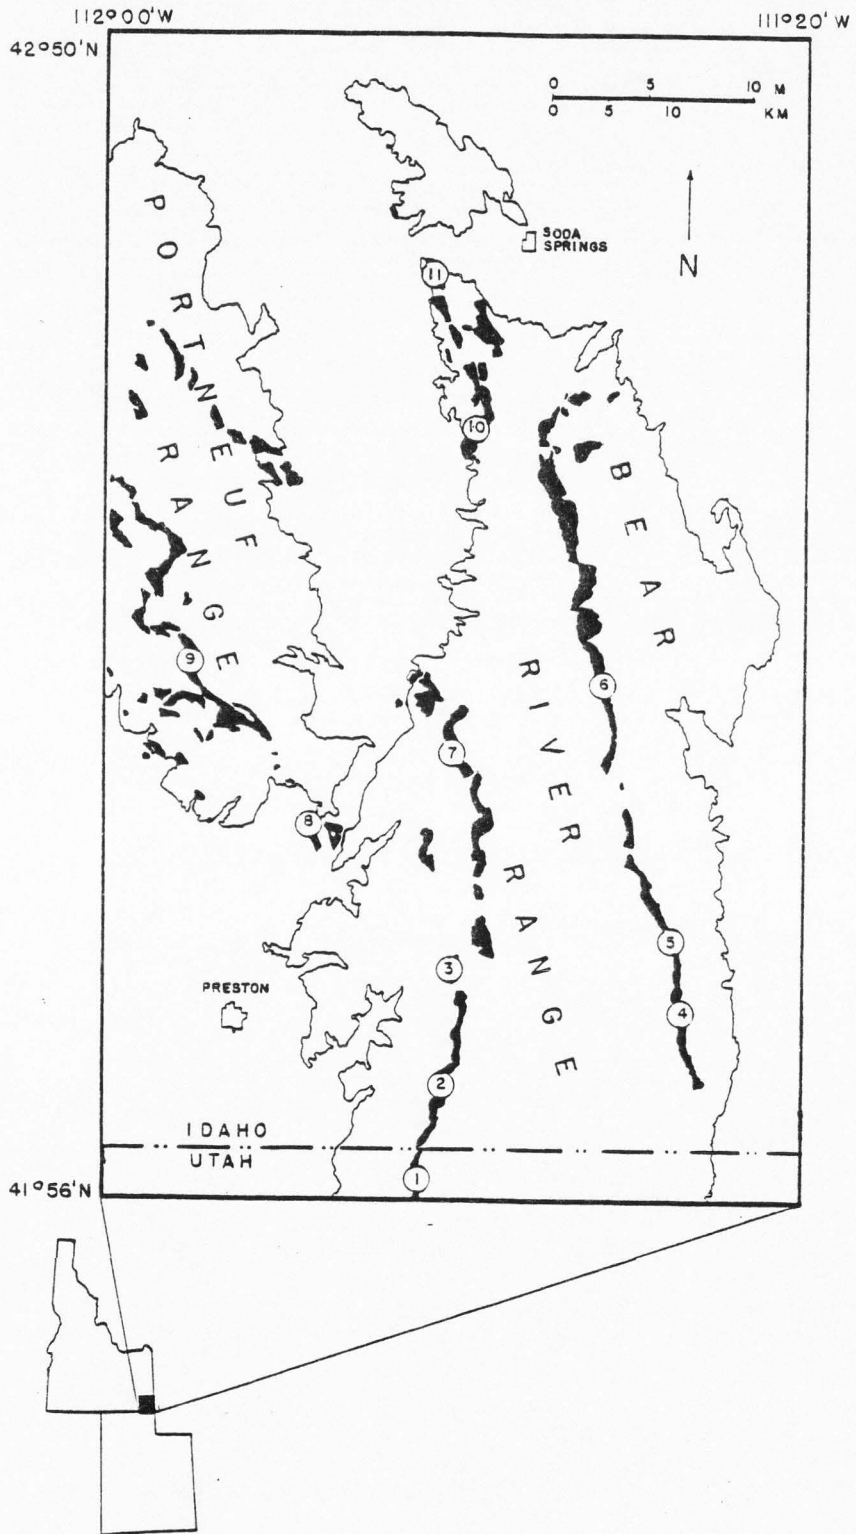 112°00'W
111°20'W
42°50'N
0 5 10 M
0 5 10 KM
SODA
SPRINGS
N
PORTNEUF
RANGE
BEAR
RIVER
RANGE
11
10
9
6
7
8
5
3
4
2
1
PRESTON
IDAHO
UTAH
41°56'N